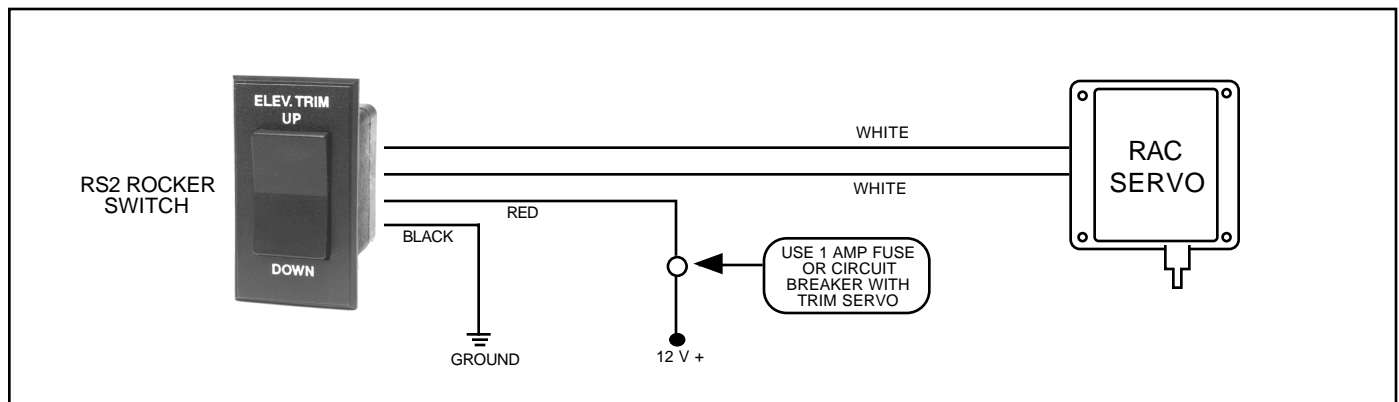 ELEV. TRIM
UP
DOWN
RS2 ROCKER
SWITCH
WHITE
WHITE
RED
BLACK
GROUND
12 V +
USE 1 AMP FUSE
OR CIRCUIT
BREAKER WITH
TRIM SERVO
RAC
SERVO